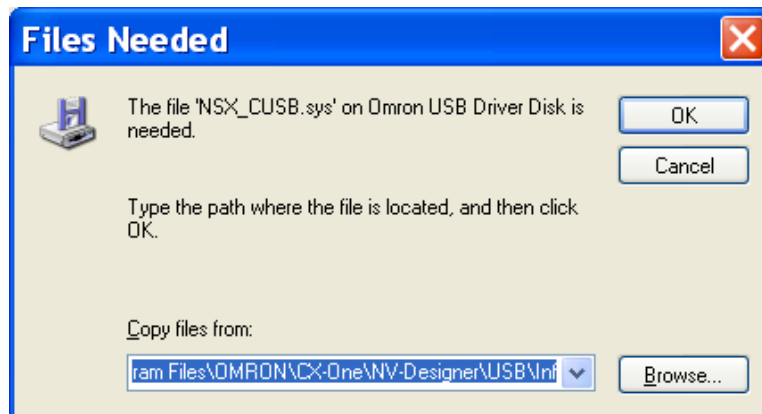 Files Needed
The file 'NSX_CUSB.sys' on Omron USB Driver Disk is
needed.
OK
Cancel
Type the path where the file is located, and then click
OK.
Copy files from:
ram Files\OMRON\CX-One\NV-Designer\USB\Inf
Browse...